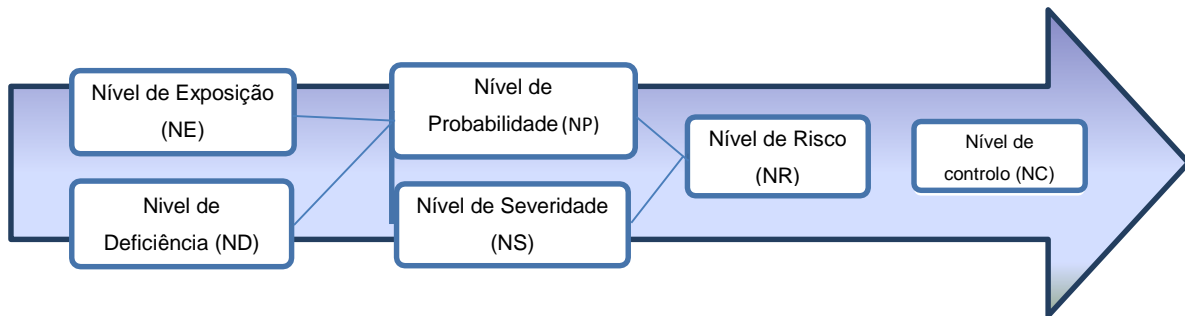 Nível de Exposição
(NE)
Nivel de
Deficiência (ND)
Nível de
Probabilidade (NP)
Nível de Severidade
(NS)
Nível de Risco
(NR)
Nível de
controlo (NC)